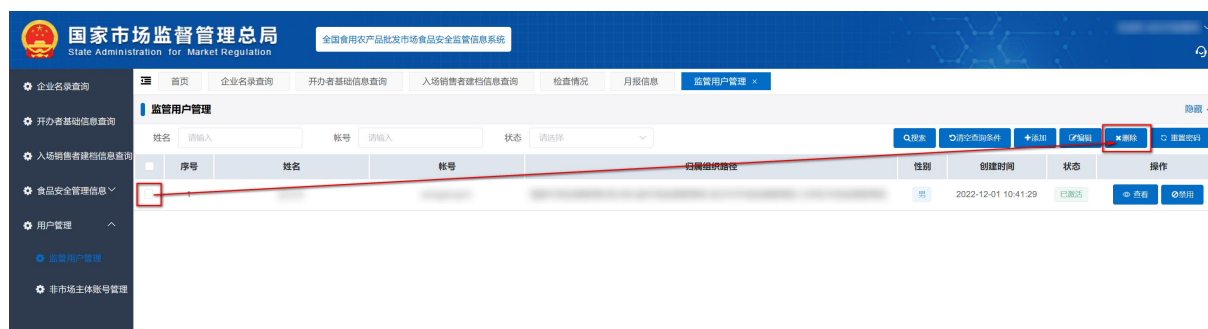 国家市场监督管理总局
State Administration for Market Regulation
全国食用农产品批发市场食品安全监管信息系统
企业名录查询
开办者基础信息查询
入场销售者建档信息查询
食品安全管理信息
用户管理
监管用户管理
非市场主体账号管理
首页 企业名录查询 开办者基础信息查询 入场销售者建档信息查询 检查情况 月报信息 监管用户管理 ×
监管用户管理 隐藏
姓名 请输入 帐号 请输入 状态 请选择 搜索 清空查询条件 添加 编辑 删除 重置密码
序号 姓名 帐号 归属组织路径 性别 创建时间 状态 操作
1 男 2022-12-01 10:41:29 已激活 查看 禁用